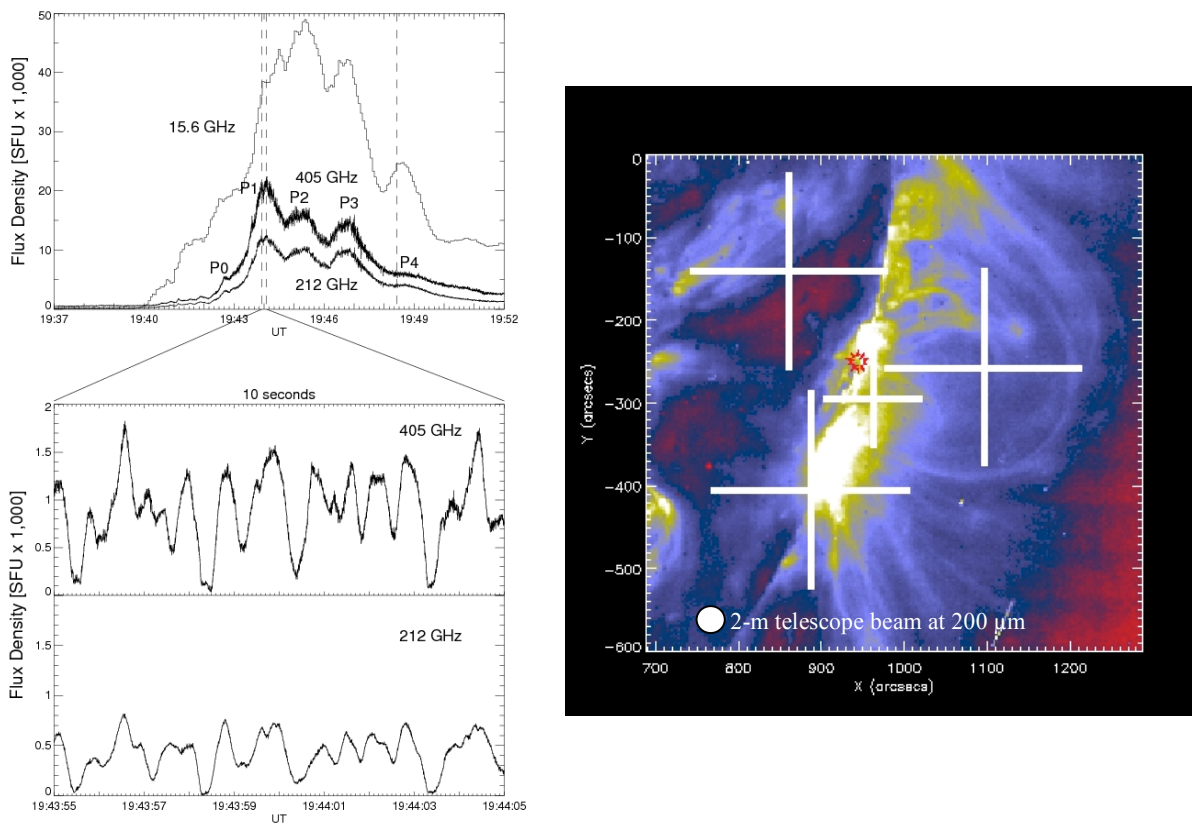 50
40
30
20
10
0
Flux Density [SFU x 1,000]
15.6 GHz
405 GHz
P1
P2
P3
P0
P4
212 GHz
19:37 19:40 19:43 19:46 19:49 19:52
UT
10 seconds
2
1.5
1
0.5
0
405 GHz
Flux Density [SFU x 1,000]
1.5
1
0.5
0
212 GHz
19:43:55 19:43:57 19:43:59 19:44:01 19:44:03 19:44:05
UT
0
-100
-200
-300
-400
-500
-600
Y (arcsecs)
2-m telescope beam at 200 µm
700 800 900 1000 1100 1200
X (arcsecs)